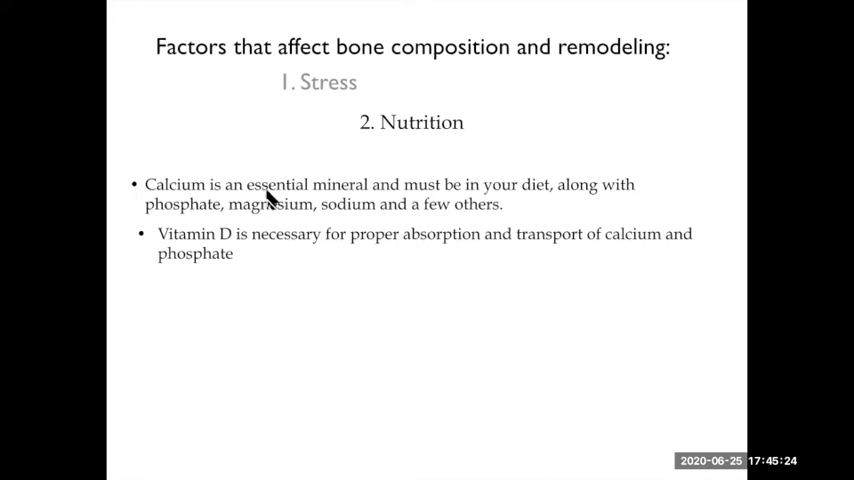 Factors that affect bone composition and remodeling:
1. Stress
2. Nutrition
• Calcium is an essential mineral and must be in your diet, along with
phosphate, magnesium, sodium and a few others.
• Vitamin D is necessary for proper absorption and transport of calcium and
phosphate
2020-06-25 17:45:24